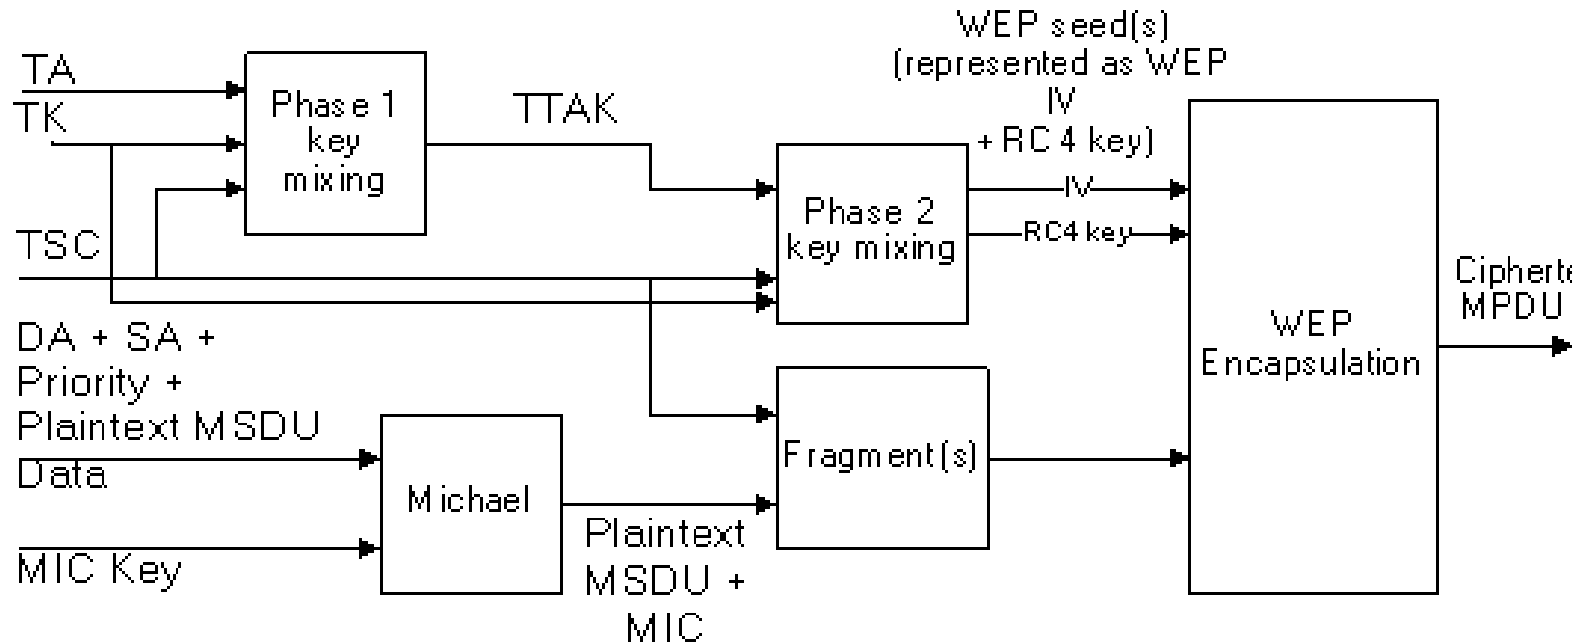 WEP seed(s)
(represented as WEP
IV
+ RC4 key)
TA
TK
Phase 1
key
mixing
TTAK
IV
RC4 key
Phase 2
key mixing
TSC
Cipherte
MPDU
WEP
Encapsulation
DA + SA +
Priority +
Plaintext MSDU
Data
Michael
Fragment(s)
Plaintext
MSDU +
MIC
MIC Key